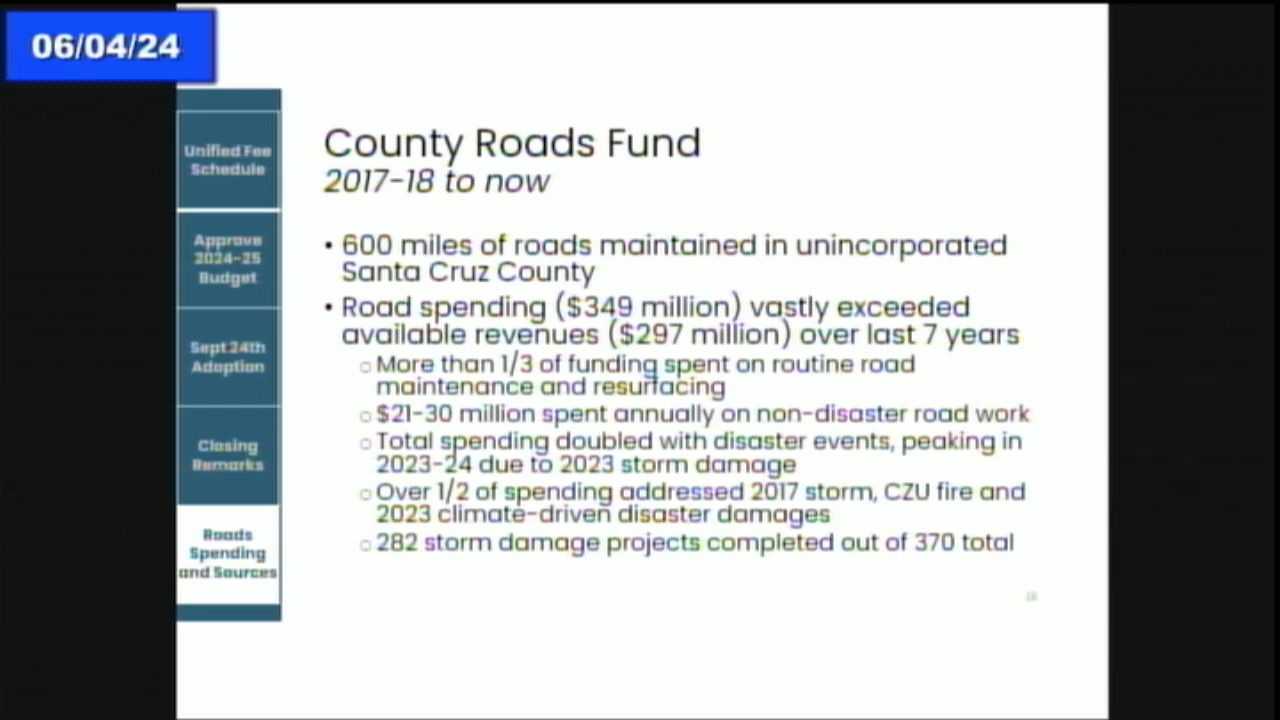 06/04/24
Unified Fee
Schedule
Approve
2024-25
Budget
Sept 24th
Adoption
Closing
Remarks
Roads
Spending
and Sources
County Roads Fund
2017-18 to now
• 600 miles of roads maintained in unincorporated
Santa Cruz County
• Road spending ($349 million) vastly exceeded
available revenues ($297 million) over last 7 years
○ More than 1/3 of funding spent on routine road
maintenance and resurfacing
○ $21-30 million spent annually on non-disaster road work
○ Total spending doubled with disaster events, peaking in
2023-24 due to 2023 storm damage
○ Over 1/2 of spending addressed 2017 storm, CZU fire and
2023 climate-driven disaster damages
○ 282 storm damage projects completed out of 370 total